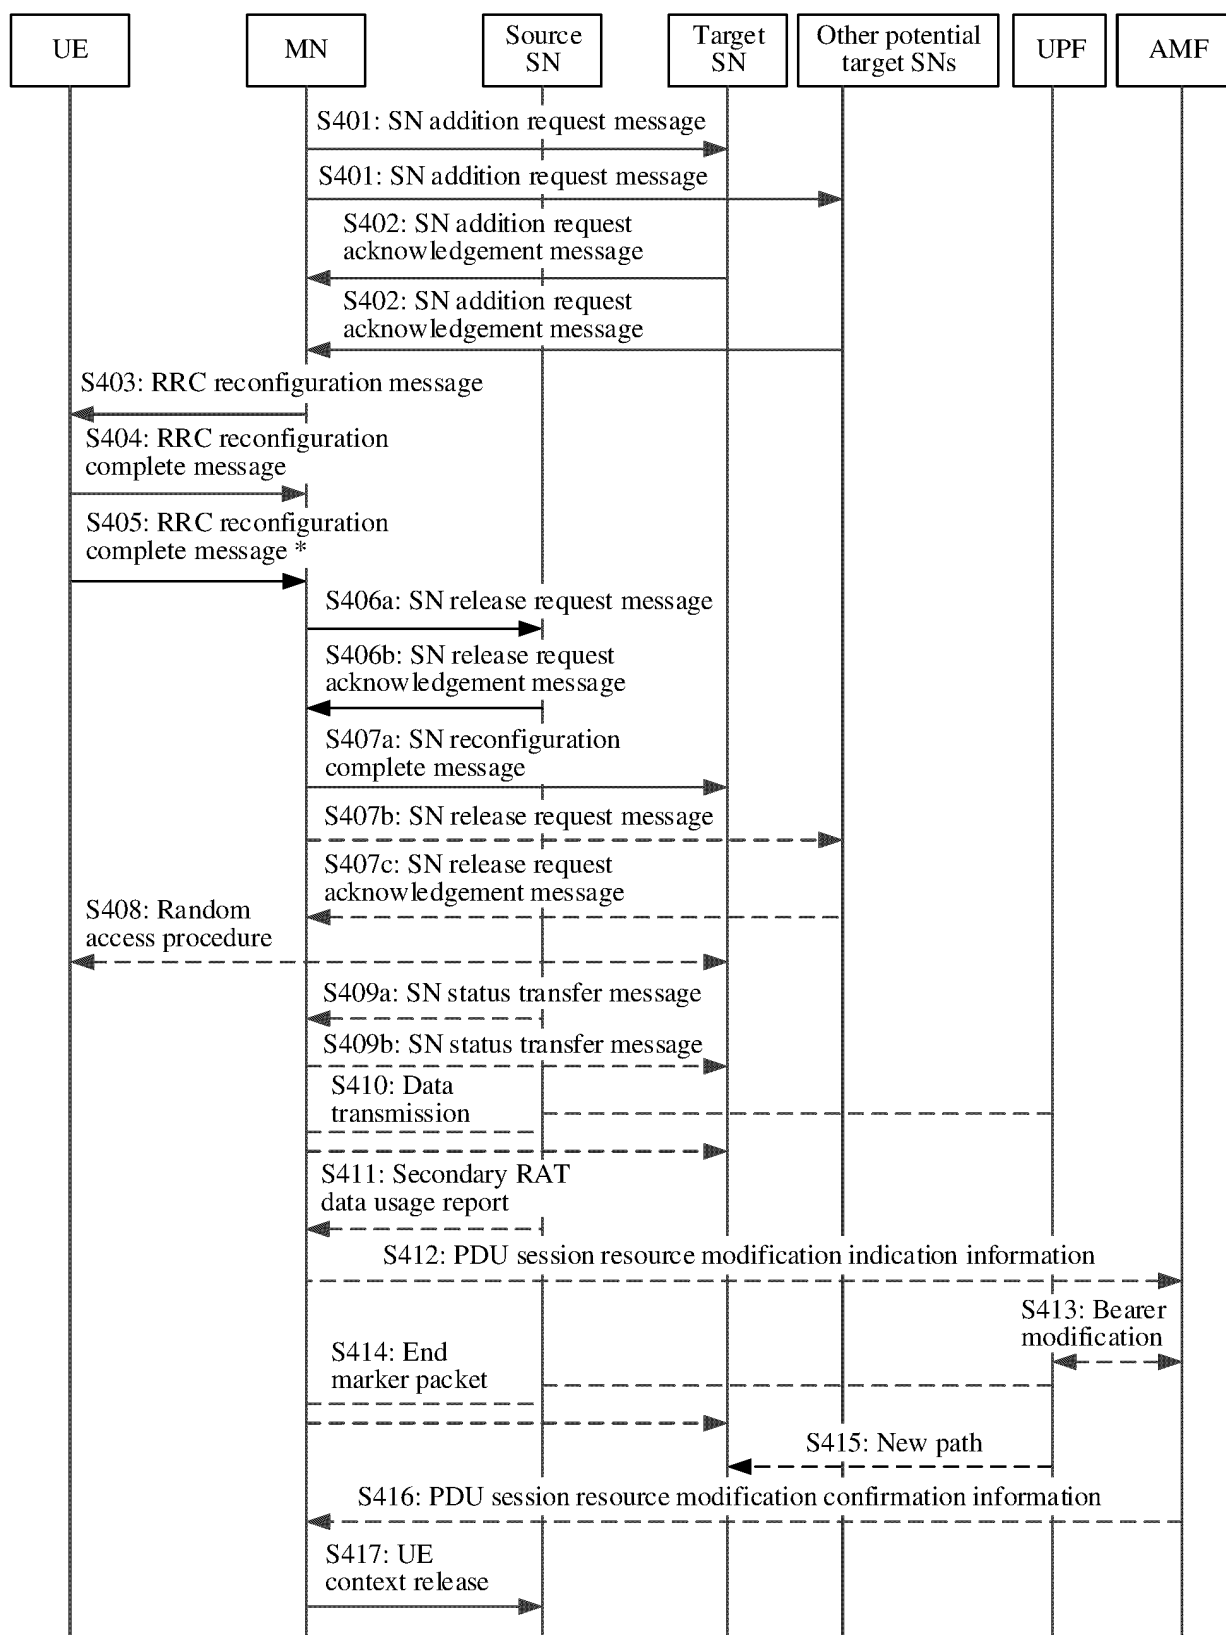 UE
MN
Source
SN
Target
SN
Other potential
target SNs
UPF
AMF
S401: SN addition request message
S401: SN addition request message
S402: SN addition request
acknowledgement message
S402: SN addition request
acknowledgement message
S403: RRC reconfiguration message
S404: RRC reconfiguration
complete message
S405: RRC reconfiguration
complete message *
S406a: SN release request message
S406b: SN release request
acknowledgement message
S407a: SN reconfiguration
complete message
S407b: SN release request message
S407c: SN release request
acknowledgement message
S408: Random
access procedure
S409a: SN status transfer message
S409b: SN status transfer message
S410: Data
transmission
S411: Secondary RAT
data usage report
S412: PDU session resource modification indication information
S413: Bearer
modification
S414: End
marker packet
S415: New path
S416: PDU session resource modification confirmation information
S417: UE
context release